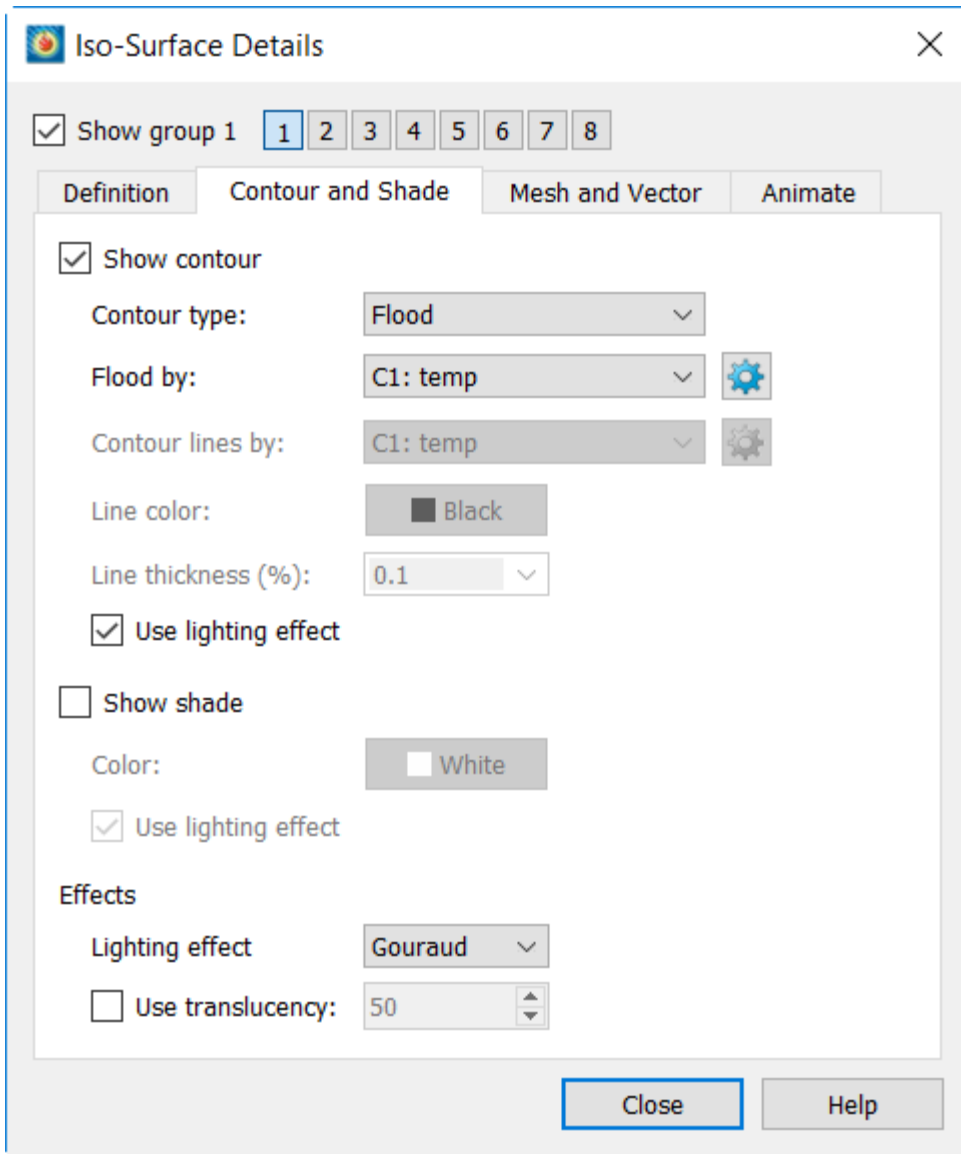 Iso-Surface Details
Show group 1 1 2 3 4 5 6 7 8
Definition Contour and Shade Mesh and Vector Animate
Show contour
Contour type: Flood
Flood by: C1: temp
Contour lines by: C1: temp
Line color: Black
Line thickness (%): 0.1
Use lighting effect
Show shade
Color: White
Use lighting effect
Effects
Lighting effect Gouraud
Use translucency: 50
Close Help